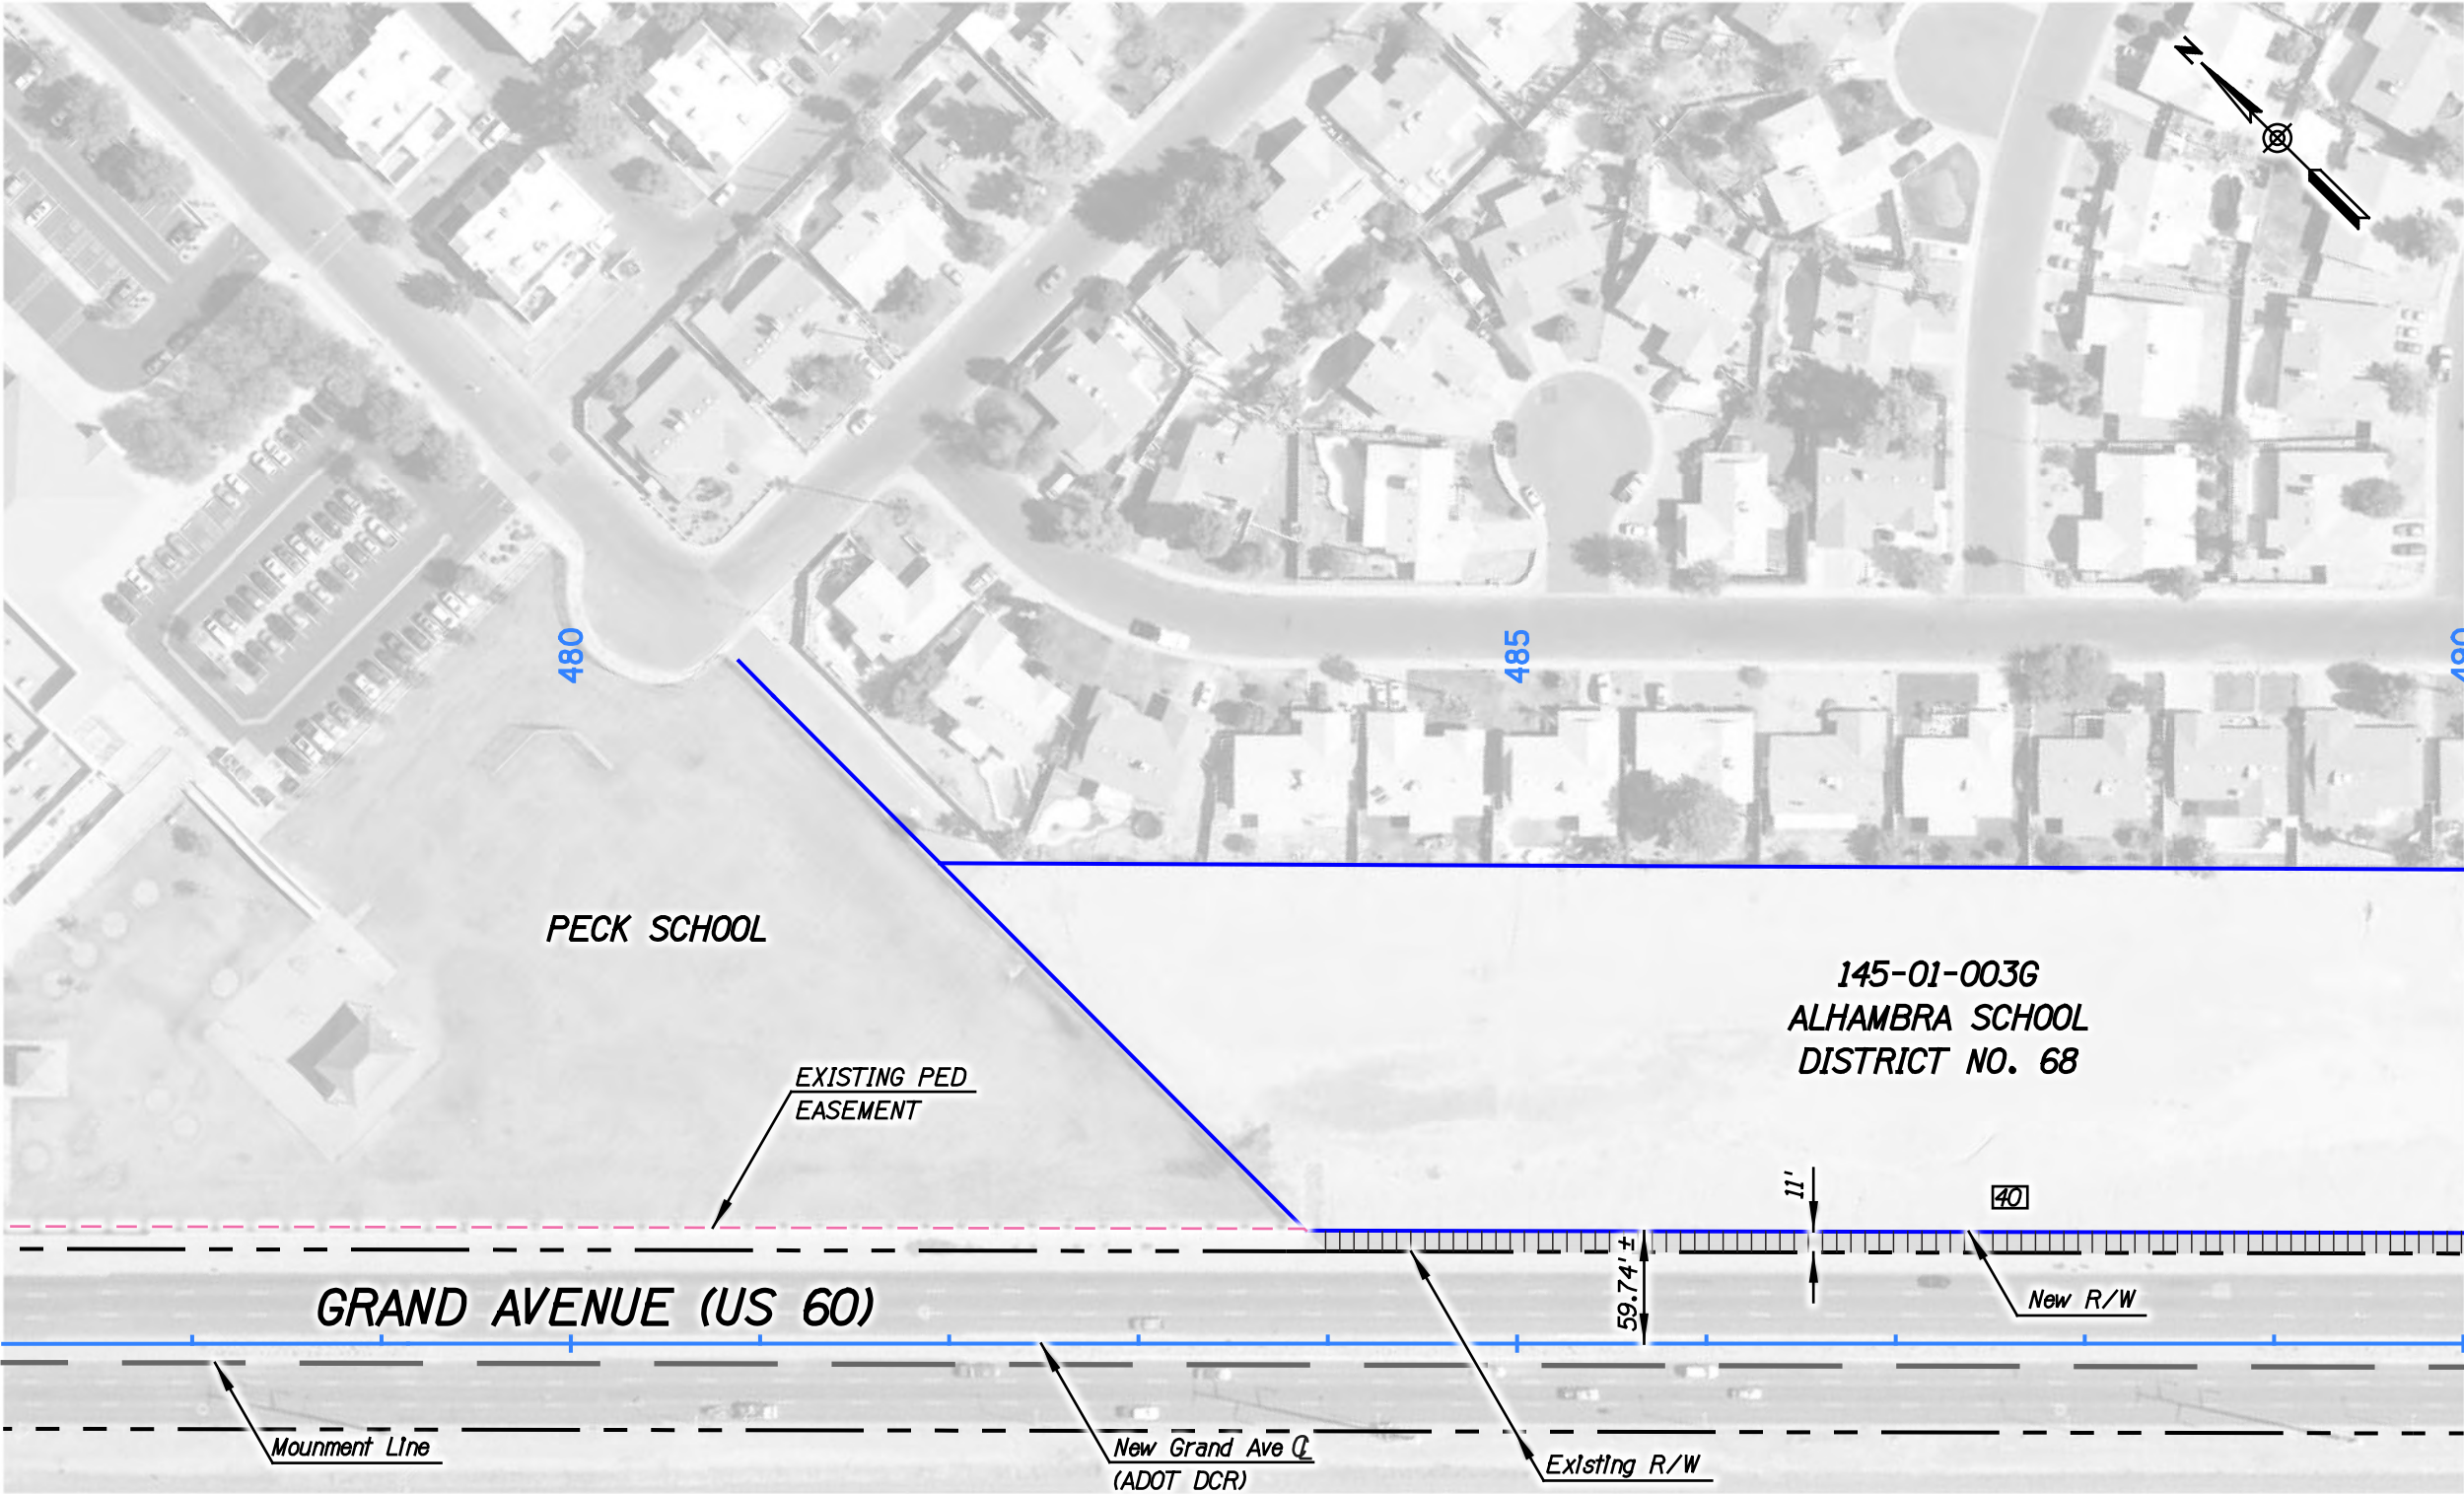 N
480
485
490
PECK SCHOOL
145-01-003G
ALHAMBRA SCHOOL
DISTRICT NO. 68
EXISTING PED
EASEMENT
11'
40
59.74'±
New R/W
GRAND AVENUE (US 60)
Mounment Line
New Grand Ave ℄
(ADOT DCR)
Existing R/W